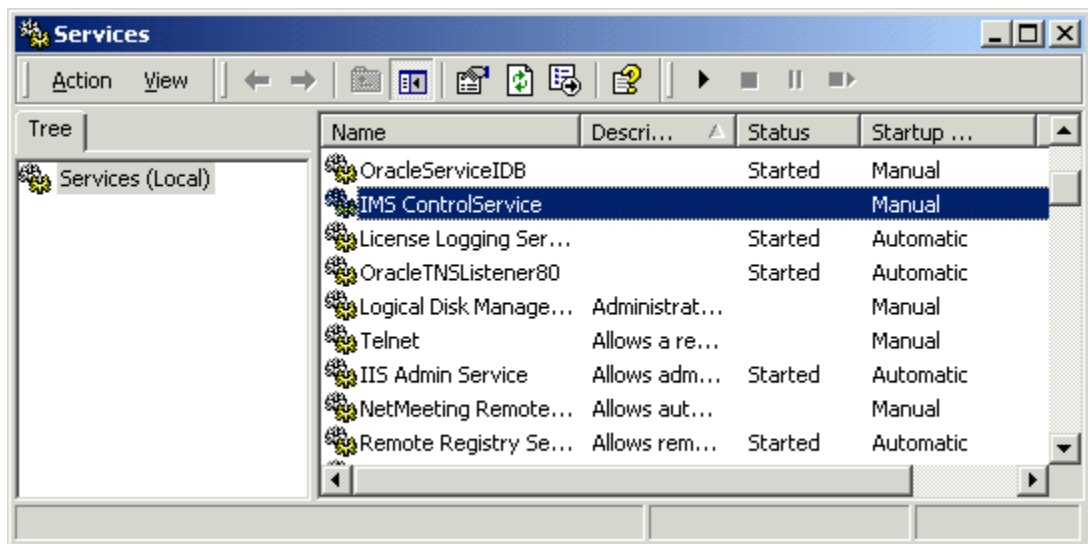 Services
Action View
Tree
Services (Local)
Name Descri... Status Startup ...
OracleServiceIDB Started Manual
IMS ControlService Manual
License Logging Ser... Started Automatic
OracleTNSListener80 Started Automatic
Logical Disk Manage... Administrat... Manual
Telnet Allows a re... Manual
IIS Admin Service Allows adm... Started Automatic
NetMeeting Remote... Allows aut... Manual
Remote Registry Se... Allows rem... Started Automatic